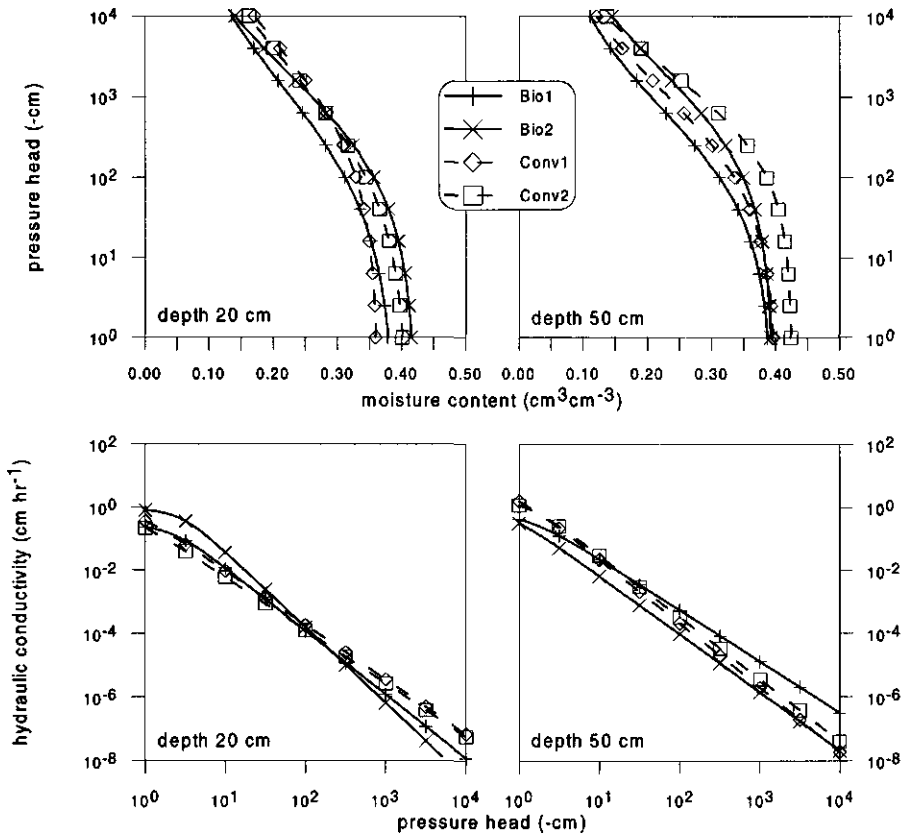 10⁴
10³
10²
10¹
10⁰
pressure head (-cm)
depth 20 cm
0.00 0.10 0.20 0.30 0.40 0.50
Bio1
Bio2
Conv1
Conv2
depth 50 cm
10⁴
10³
10²
10¹
10⁰
0.00 0.10 0.20 0.30 0.40 0.50
moisture content (cm³cm⁻³)
10²
10⁰
10⁻²
10⁻⁴
10⁻⁶
10⁻⁸
hydraulic conductivity (cm hr⁻¹)
depth 20 cm
10⁰ 10¹ 10² 10³ 10⁴
depth 50 cm
10²
10⁰
10⁻²
10⁻⁴
10⁻⁶
10⁻⁸
10⁰ 10¹ 10² 10³ 10⁴
pressure head (-cm)